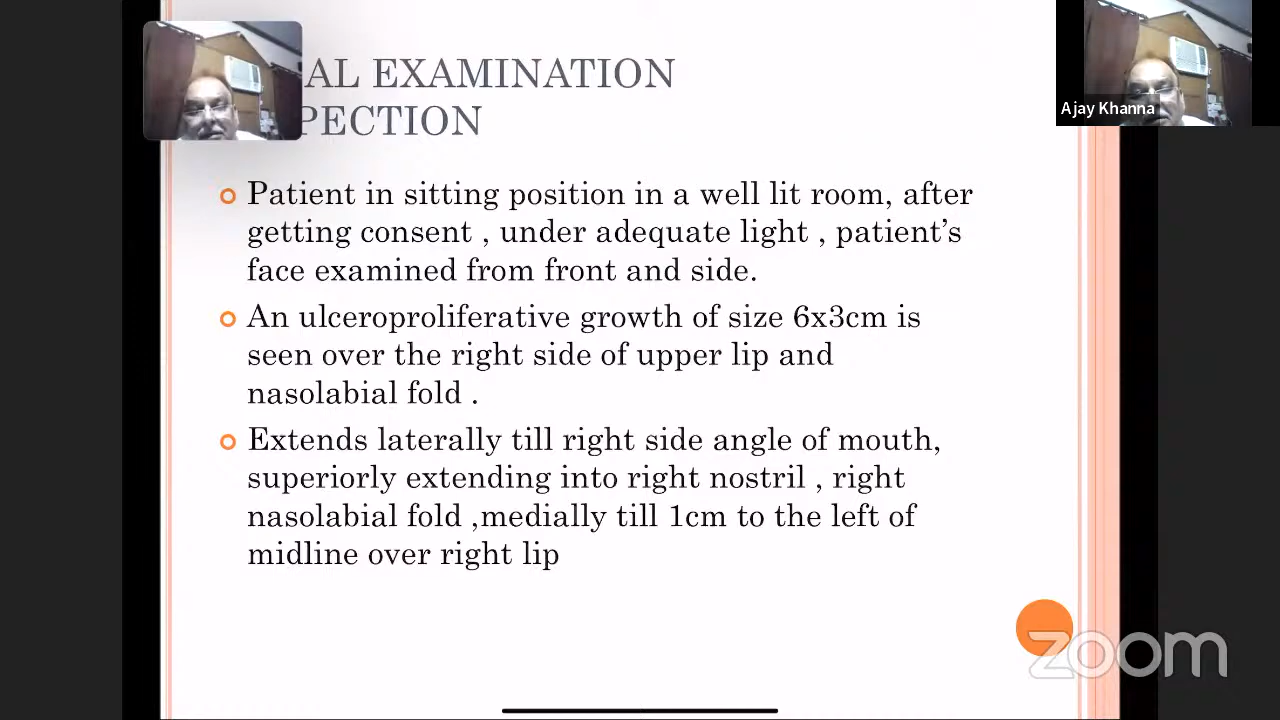 AL EXAMINATION
PECTION
Ajay Khanna
Patient in sitting position in a well lit room, after
getting consent , under adequate light , patient’s
face examined from front and side.
An ulceroproliferative growth of size 6x3cm is
seen over the right side of upper lip and
nasolabial fold .
Extends laterally till right side angle of mouth,
superiorly extending into right nostril , right
nasolabial fold ,medially till 1cm to the left of
midline over right lip
zoom